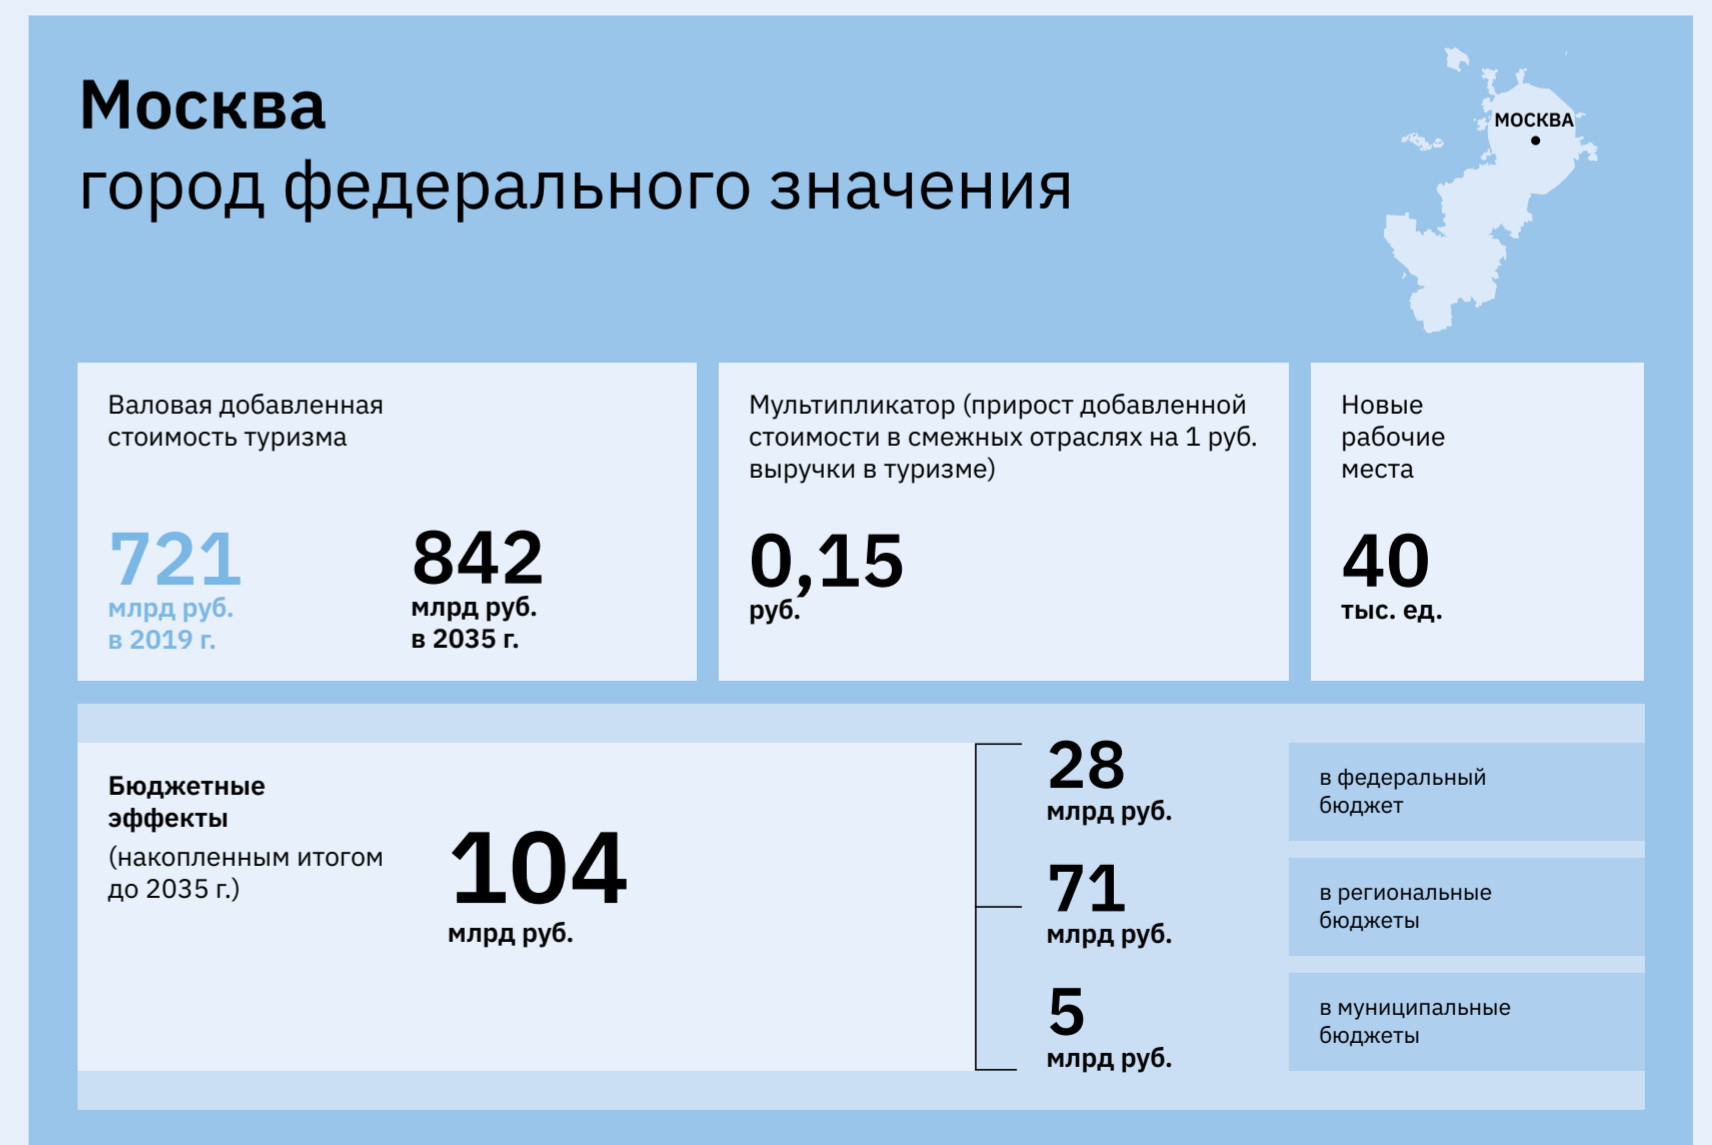 Москва
город федерального значения
МОСКВА
Валовая добавленная
стоимость туризма
721
млрд руб.
в 2019 г.
842
млрд руб.
в 2035 г.
Мультипликатор (прирост добавленной
стоимости в смежных отраслях на 1 руб.
выручки в туризме)
0,15
руб.
Новые
рабочие
места
40
тыс. ед.
Бюджетные
эффекты
(накопленным итогом
до 2035 г.)
104
млрд руб.
28
млрд руб.
в федеральный
бюджет
71
млрд руб.
в региональные
бюджеты
5
млрд руб.
в муниципальные
бюджеты